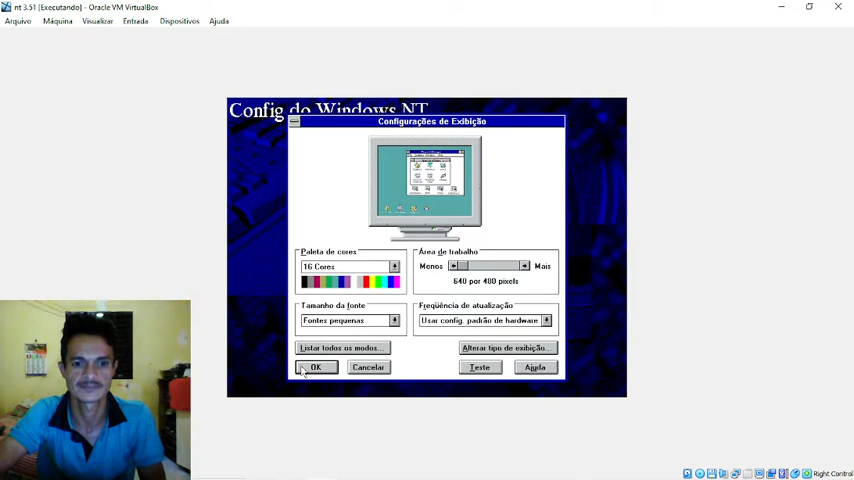 nt 3.51 [Executando] - Oracle VM VirtualBox
Arquivo Máquina Visualizar Entrada Dispositivos Ajuda
Config do Windows NT
Configurações de Exibição
Paleta de cores
16 Cores
Área de trabalho
Menos Mais
640 por 480 pixels
Tamanho da fonte
Fontes pequenas
Freqüência de atualização
Usar config. padrão de hardware
Listar todos os modos... Alterar tipo de exibição...
OK Cancelar Teste Ajuda
Right Control